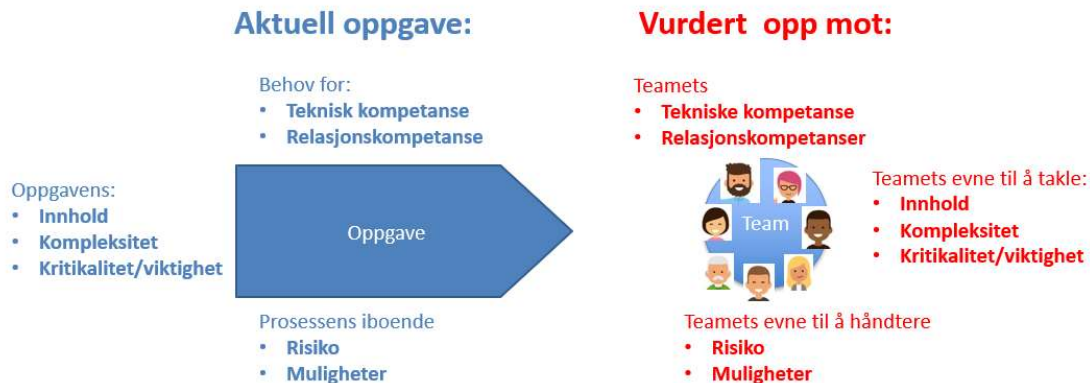 Aktuell oppgave:
Behov for:
• Teknisk kompetanse
• Relasjonskompetanse
Oppgavens:
• Innhold
• Kompleksitet
• Kritikalitet/viktighet
Oppgave
Prosessens iboende
• Risiko
• Muligheter
Vurdert opp mot:
Teamets
• Tekniske kompetanse
• Relasjonskompetanser
Team
Teamets evne til å takle:
• Innhold
• Kompleksitet
• Kritikalitet/viktighet
Teamets evne til å håndtere
• Risiko
• Muligheter